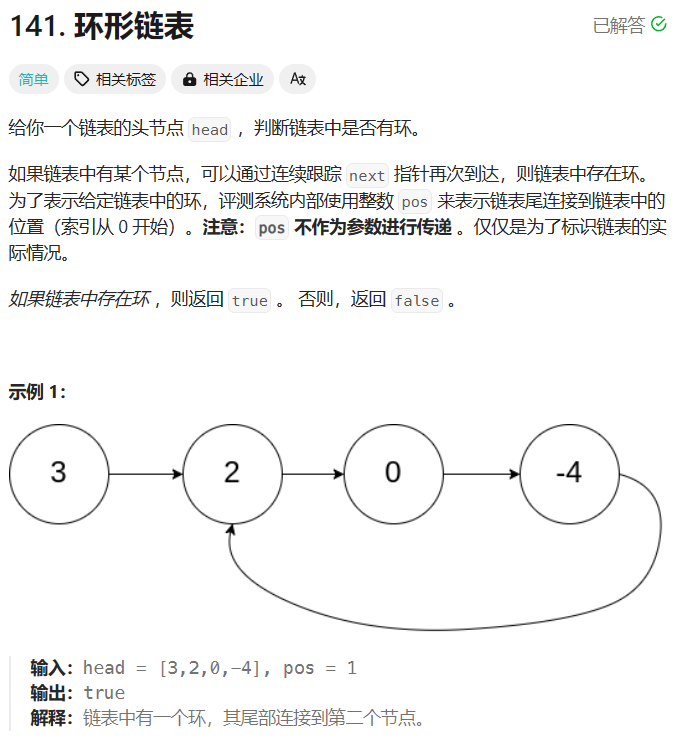 141. 环形链表
已解答
简单 相关标签 相关企业 A文
给你一个链表的头节点 head ，判断链表中是否有环。
如果链表中有某个节点，可以通过连续跟踪 next 指针再次到达，则链表中存在环。
为了表示给定链表中的环，评测系统内部使用整数 pos 来表示链表尾连接到链表中的
位置（索引从 0 开始）。注意：pos 不作为参数进行传递 。仅仅是为了标识链表的实
际情况。
如果链表中存在环 ，则返回 true 。 否则，返回 false 。
示例 1：
3 2 0 -4
输入：head = [3,2,0,-4], pos = 1
输出：true
解释：链表中有一个环，其尾部连接到第二个节点。